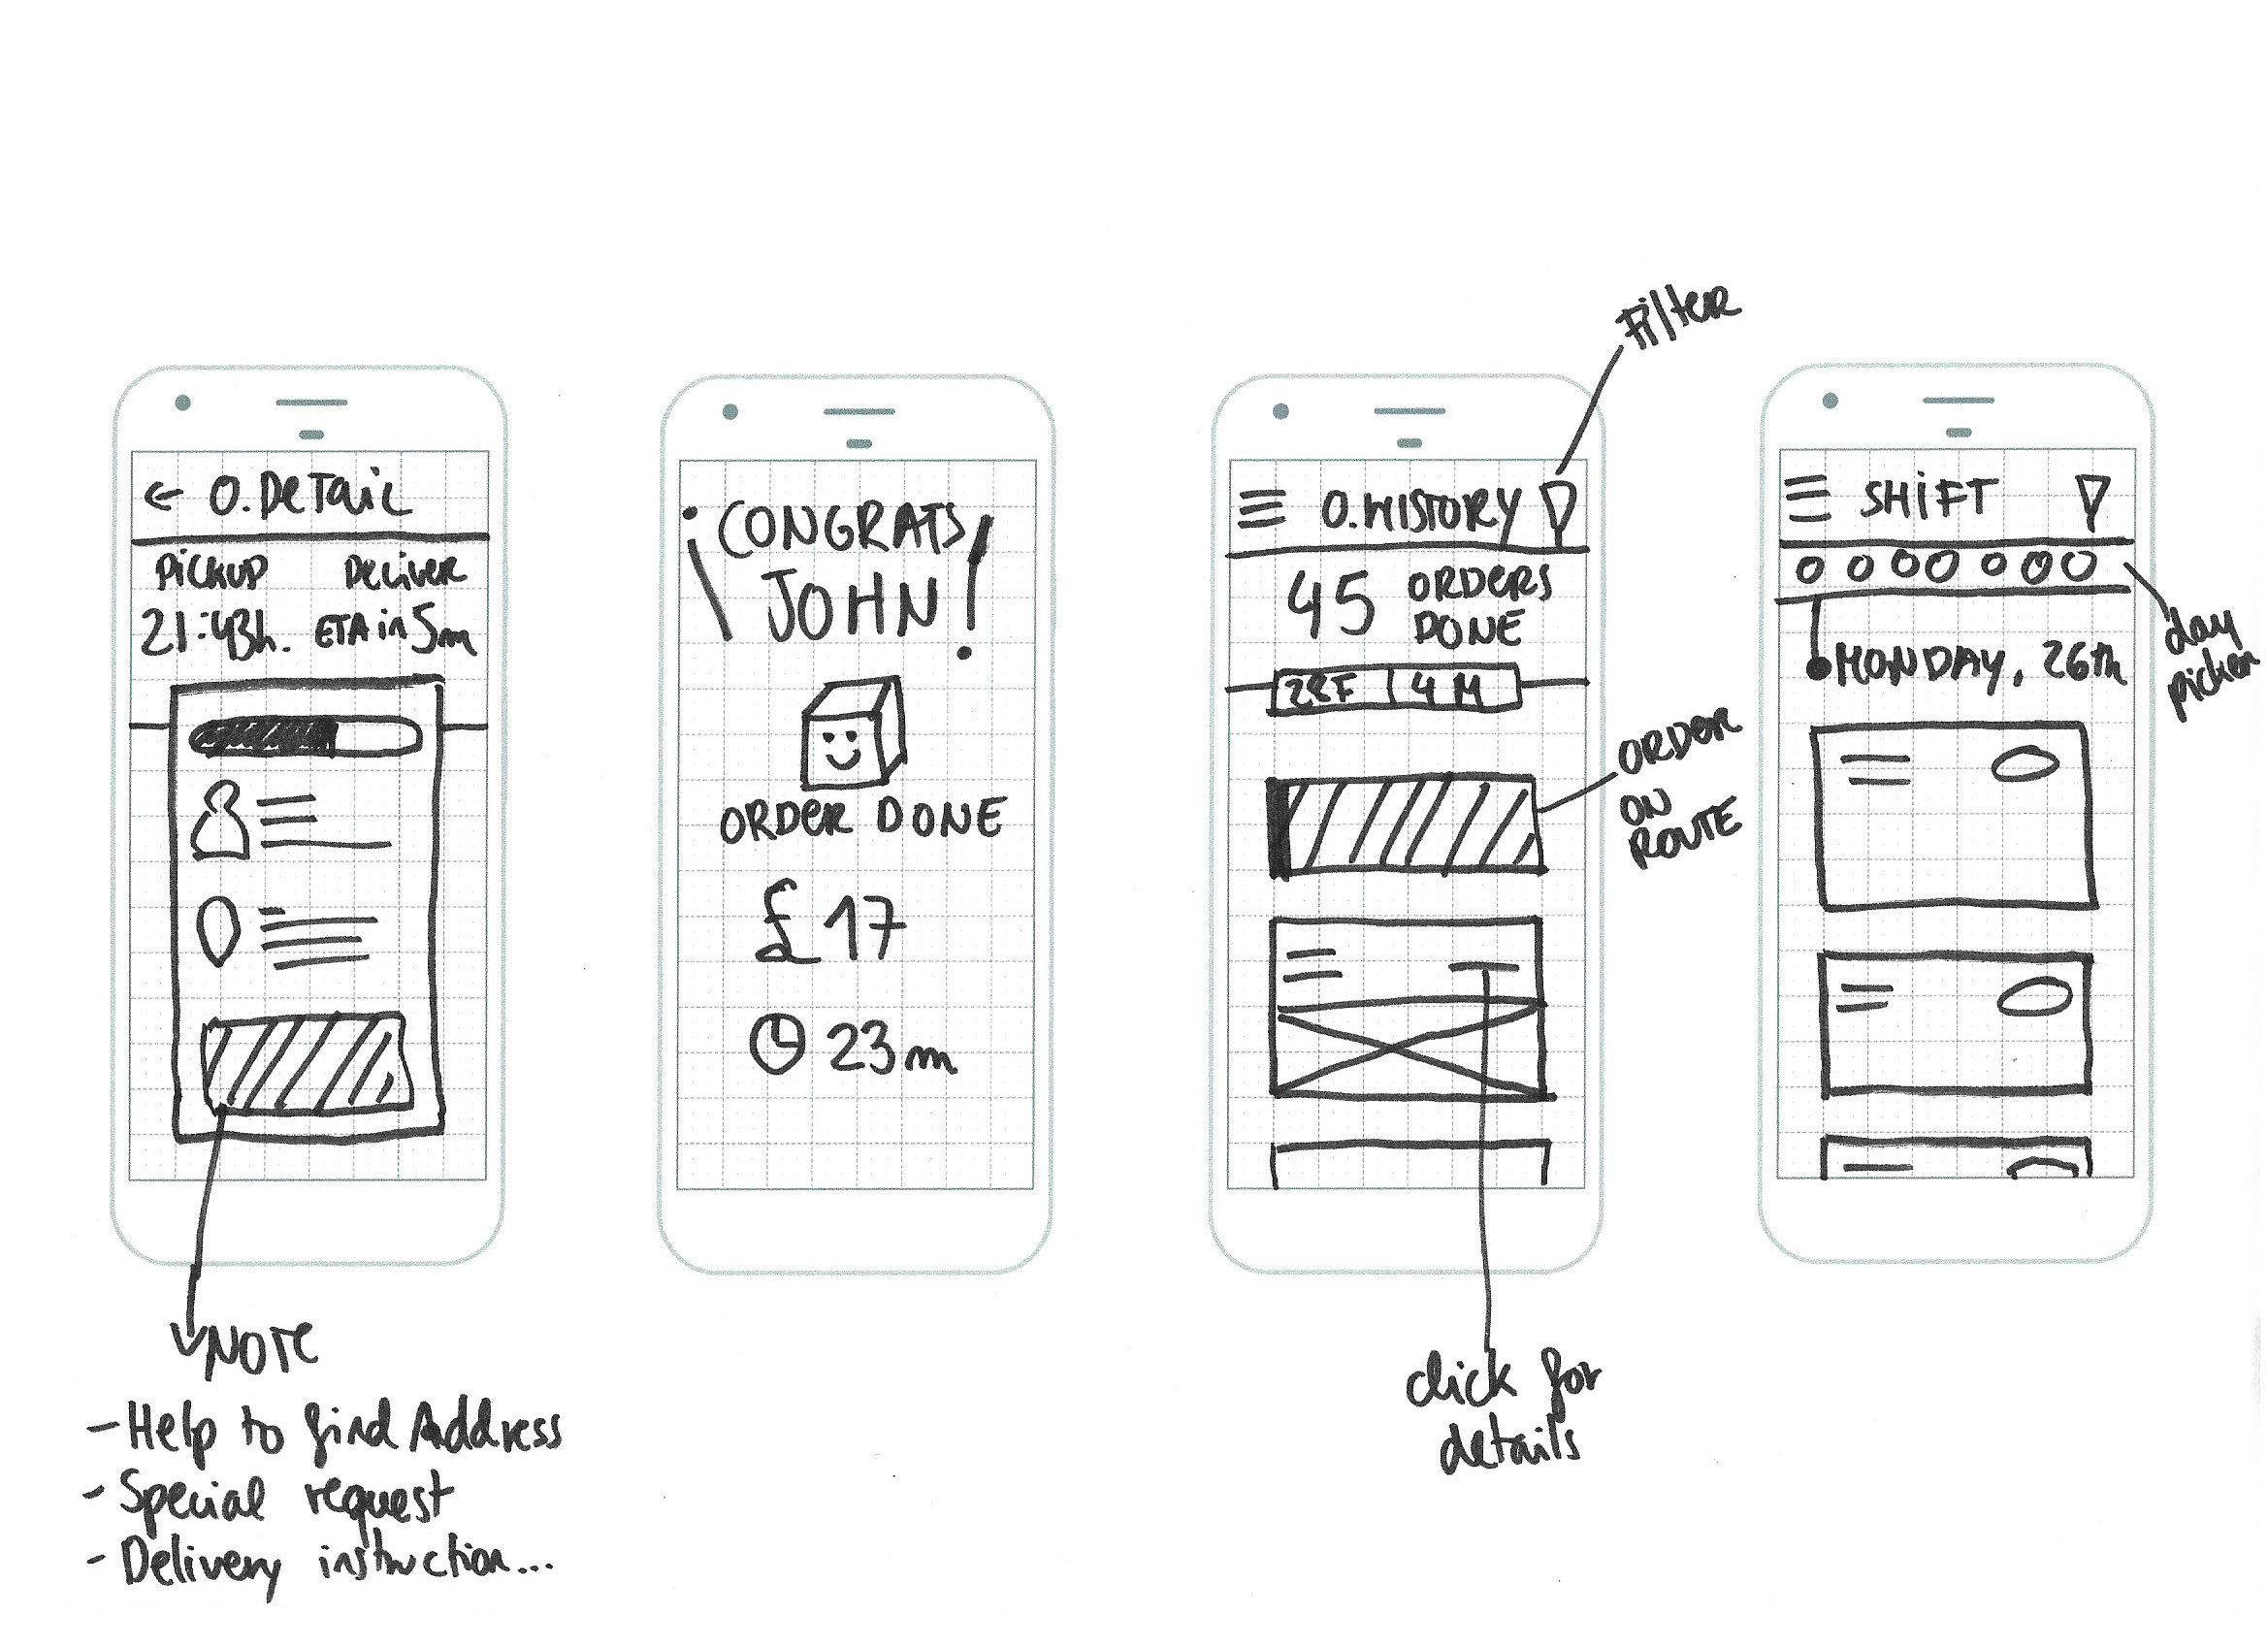 ← O.DeTaiL
PiCKUP DeLiveR
21:43h. ETA in 5m
NOTE
- Help to find Address
- Special request
- Delivery instruction...
¡CONGRATS
JOHN!
ORDeR DONE
£17
23m
Filter
O.HISTORY
45 ORDeRS
DONE
4 M
ORDeR
ON
ROUTE
click for
details
SHiFT
day
picker
MONDAY, 26th